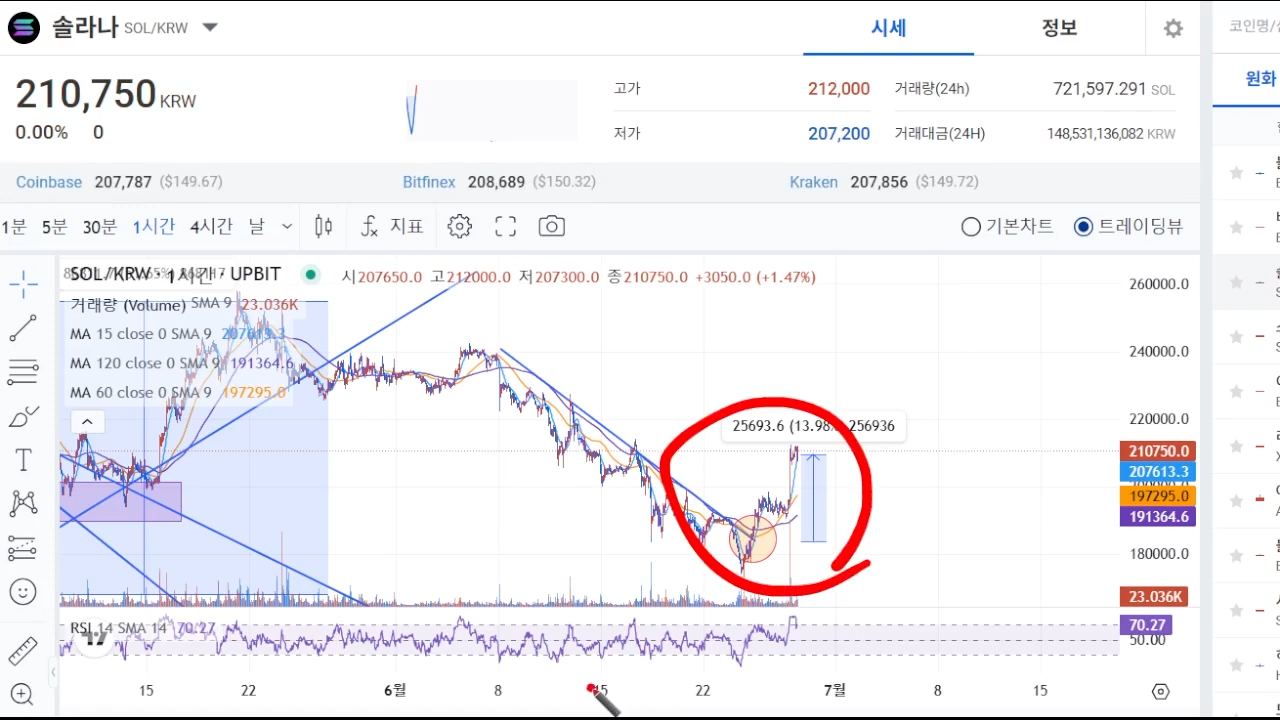 솔라나 SOL/KRW
시세
정보
코인명/
210,750 KRW
0.00% 0
고가 212,000
거래량(24h) 721,597.291 SOL
저가 207,200
거래대금(24H) 148,531,136,082 KRW
원화
Coinbase 207,787 ($149.67)
Bitfinex 208,689 ($150.32)
Kraken 207,856 ($149.72)
1분 5분 30분 1시간 4시간 날
지표
기본차트
트레이딩뷰
SOL/KRW · 1시간 · UPBIT
시207650.0 고212000.0 저207300.0 종210750.0 +3050.0 (+1.47%)
거래량 (Volume) SMA 9 23.036K
MA 15 close 0 SMA 9 207613.3
MA 120 close 0 SMA 9 191364.6
MA 60 close 0 SMA 9 197295.0
260000.0
240000.0
220000.0
25693.6 256936
210750.0
207613.3
197295.0
191364.6
180000.0
23.036K
RSI 14 SMA 14 70.27
70.27
50.00
15 22 6월 8 15 22 7월 8 15